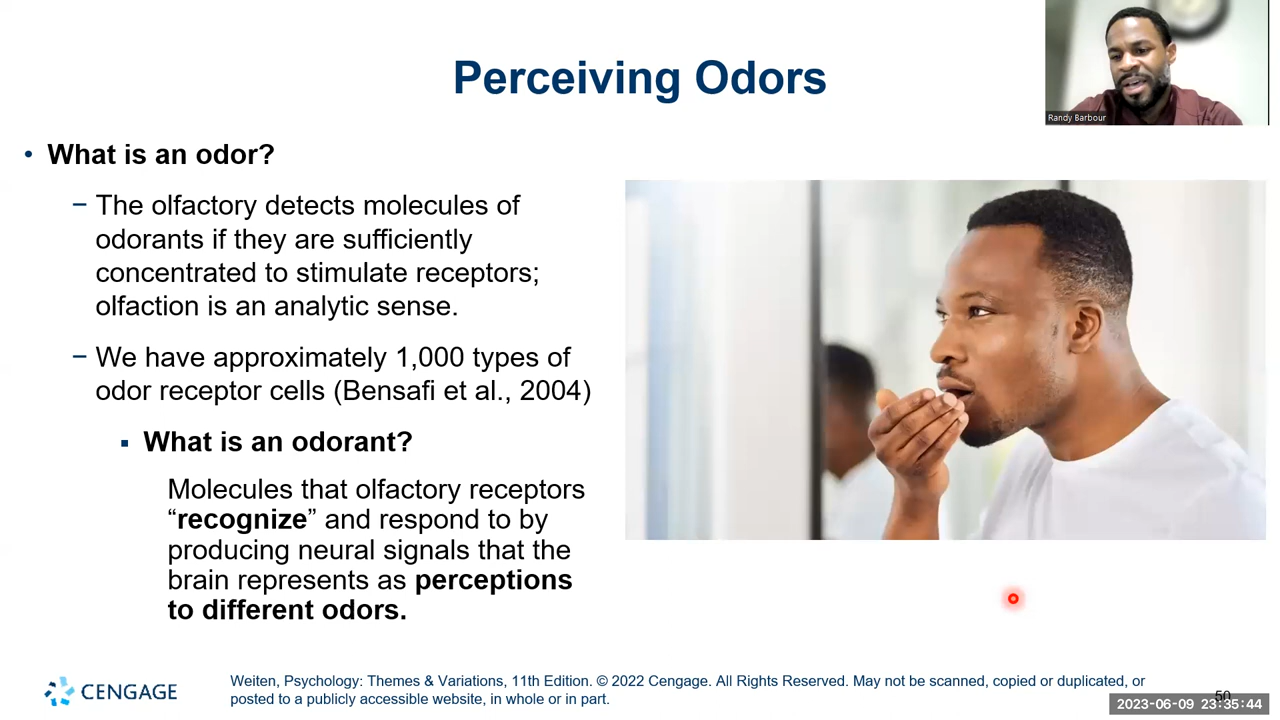 Perceiving Odors
Randy Barbour
• What is an odor?
− The olfactory detects molecules of
odorants if they are sufficiently
concentrated to stimulate receptors;
olfaction is an analytic sense.
− We have approximately 1,000 types of
odor receptor cells (Bensafi et al., 2004)
▪ What is an odorant?
Molecules that olfactory receptors
“recognize” and respond to by
producing neural signals that the
brain represents as perceptions
to different odors.
CENGAGE
Weiten, Psychology: Themes & Variations, 11th Edition. © 2022 Cengage. All Rights Reserved. May not be scanned, copied or duplicated, or
posted to a publicly accessible website, in whole or in part.
50
2023-06-09 23:35:44